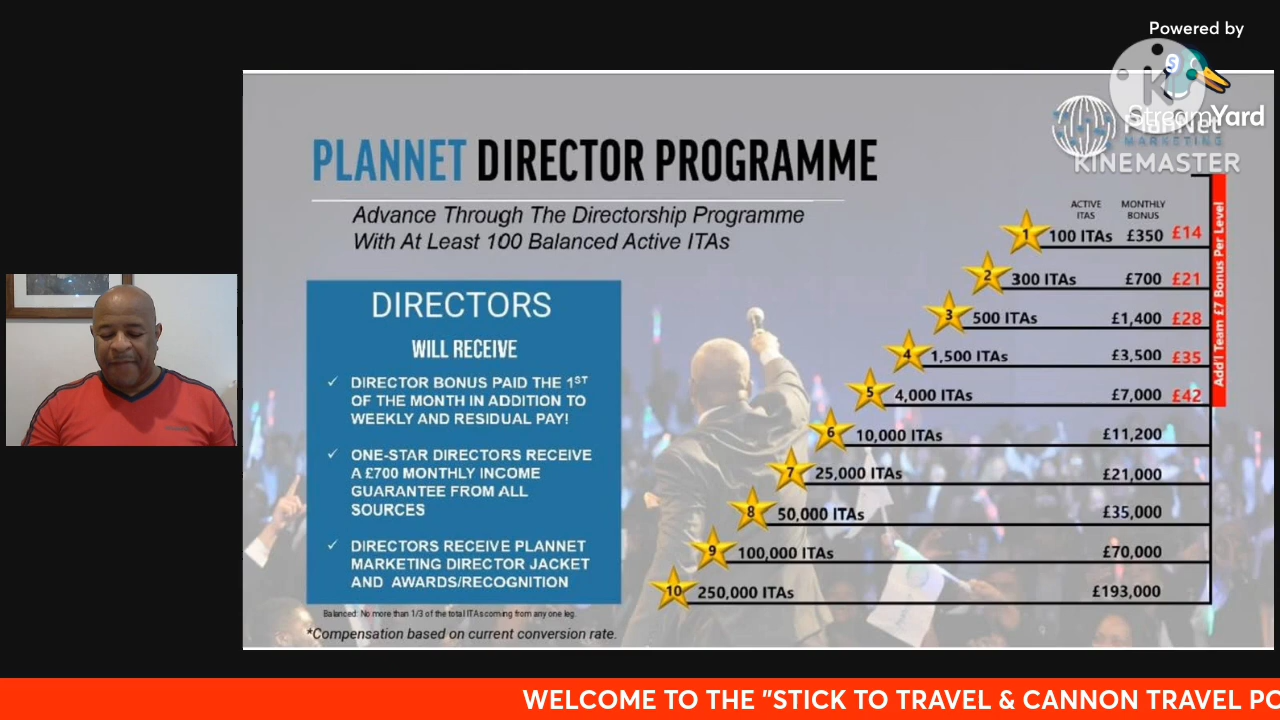 Powered by
StreamYard
PlanNet
MARKETING
K
KINEMASTER
PLANNET DIRECTOR PROGRAMME
Advance Through The Directorship Programme
With At Least 100 Balanced Active ITAs
ACTIVE ITAS MONTHLY BONUS
1 100 ITAs £350 £14
2 300 ITAs £700 £21
3 500 ITAs £1,400 £28
4 1,500 ITAs £3,500 £35
5 4,000 ITAs £7,000 £42
6 10,000 ITAs £11,200
7 25,000 ITAs £21,000
8 50,000 ITAs £35,000
9 100,000 ITAs £70,000
10 250,000 ITAs £193,000
Add'l Team £7 Bonus Per Level
DIRECTORS
WILL RECEIVE
✓ DIRECTOR BONUS PAID THE 1ST
OF THE MONTH IN ADDITION TO
WEEKLY AND RESIDUAL PAY!
✓ ONE-STAR DIRECTORS RECEIVE
A £700 MONTHLY INCOME
GUARANTEE FROM ALL
SOURCES
✓ DIRECTORS RECEIVE PLANNET
MARKETING DIRECTOR JACKET
AND AWARDS/RECOGNITION
Balanced: No more than 1/3 of the total ITAs coming from any one leg.
*Compensation based on current conversion rate.
WELCOME TO THE "STICK TO TRAVEL & CANNON TRAVEL PO